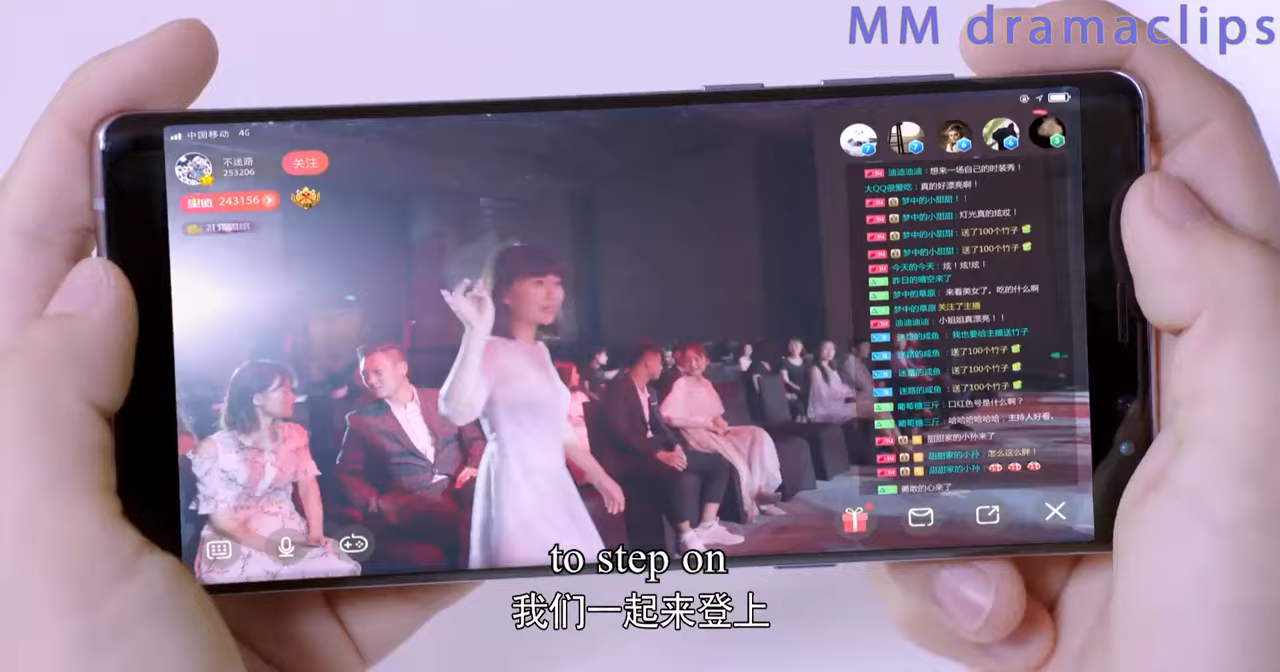 MM dramaclips
中国移动 4G
不迷路
253206
关注
243156
迪迪迪迪：想来一场自己的时装秀！
大QQ很爱吃：真的好漂亮啊！
梦中的小甜甜：！！
梦中的小甜甜：灯光真的炫哎！
梦中的小甜甜：送了100个竹子
梦中的小甜甜：送了100个竹子
今天的今天：炫！炫!炫！
昨日的晴空来了
梦中的草原：来看美女了，吃的什么啊
梦中的草原 关注了主播
迪迪迪迪：小姐姐真漂亮！！
迷路的咸鱼：我也要给主播送竹子
迷路的咸鱼：送了100个竹子
迷路的咸鱼：送了100个竹子
迷路的咸鱼：送了100个竹子
葡萄糖三斤：口红色号是什么啊？
葡萄糖三斤：哈哈哈哈哈哈，主持人好看。
甜甜家的小孙来了
甜甜家的小孙：怎么这么胖！
甜甜家的小孙：
勇敢的心来了
to step on
我们一起来登上